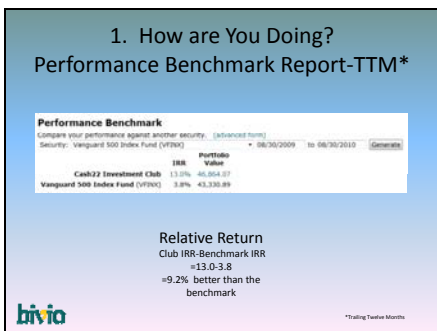 1. How are You Doing?
Performance Benchmark Report-TTM*
Performance Benchmark
Compare your performance against another security. (advanced form)
Security: Vanguard 500 Index Fund (VFINX) 08/30/2009 to 08/30/2010 Generate
IRR Portfolio Value
Cash22 Investment Club 13.0% 46,864.07
Vanguard 500 Index Fund (VFINX) 3.8% 43,330.89
Relative Return
Club IRR-Benchmark IRR
=13.0-3.8
=9.2% better than the
benchmark
bivio
*Trailing Twelve Months